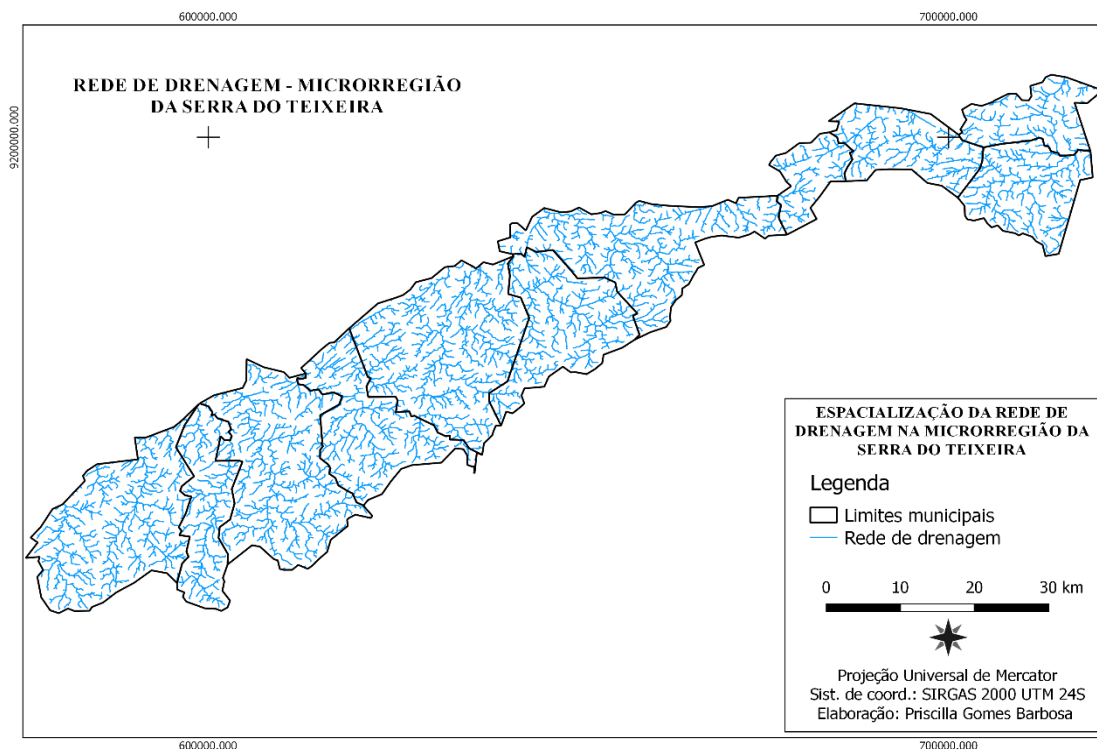 600000.000
700000.000
REDE DE DRENAGEM - MICRORREGIÃO
DA SERRA DO TEIXEIRA
9200000.000
ESPACIALIZAÇÃO DA REDE DE
DRENAGEM NA MICRORREGIÃO DA
SERRA DO TEIXEIRA
Legenda
Limites municipais
Rede de drenagem
0 10 20 30 km
Projeção Universal de Mercator
Sist. de coord.: SIRGAS 2000 UTM 24S
Elaboração: Priscilla Gomes Barbosa
600000.000
700000.000